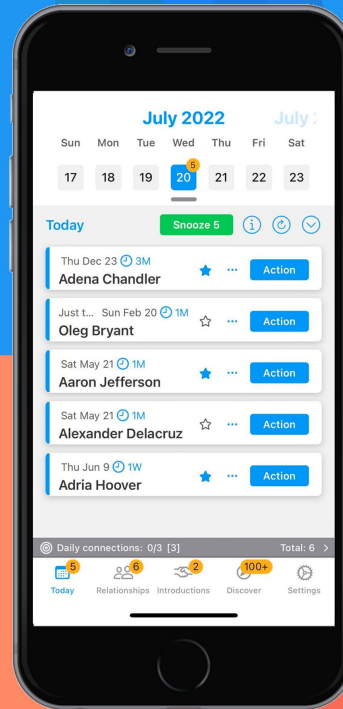 July 2022 July 2
Sun Mon Tue Wed Thu Fri Sat
5
17 18 19 20 21 22 23
Today Snooze 5
Thu Dec 23 3M
Adena Chandler ... Action
Just t... Sun Feb 20 1M
Oleg Bryant ... Action
Sat May 21 1M
Aaron Jefferson ... Action
Sat May 21 1M
Alexander Delacruz ... Action
Thu Jun 9 1W
Adria Hoover ... Action
Daily connections: 0/3 [3] Total: 6
5 6 2 100+
Today Relationships Introductions Discover Settings